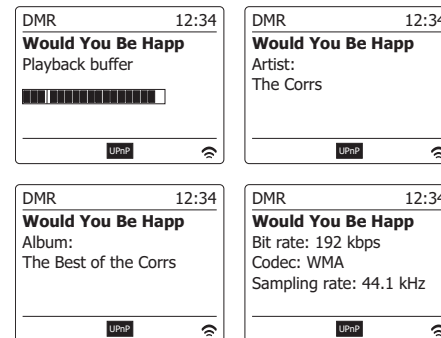 DMR 12:34
Would You Be Happ
Playback buffer
UPnP
DMR 12:34
Would You Be Happ
Artist:
The Corrs
UPnP
DMR 12:34
Would You Be Happ
Album:
The Best of the Corrs
UPnP
DMR 12:34
Would You Be Happ
Bit rate: 192 kbps
Codec: WMA
Sampling rate: 44.1 kHz
UPnP